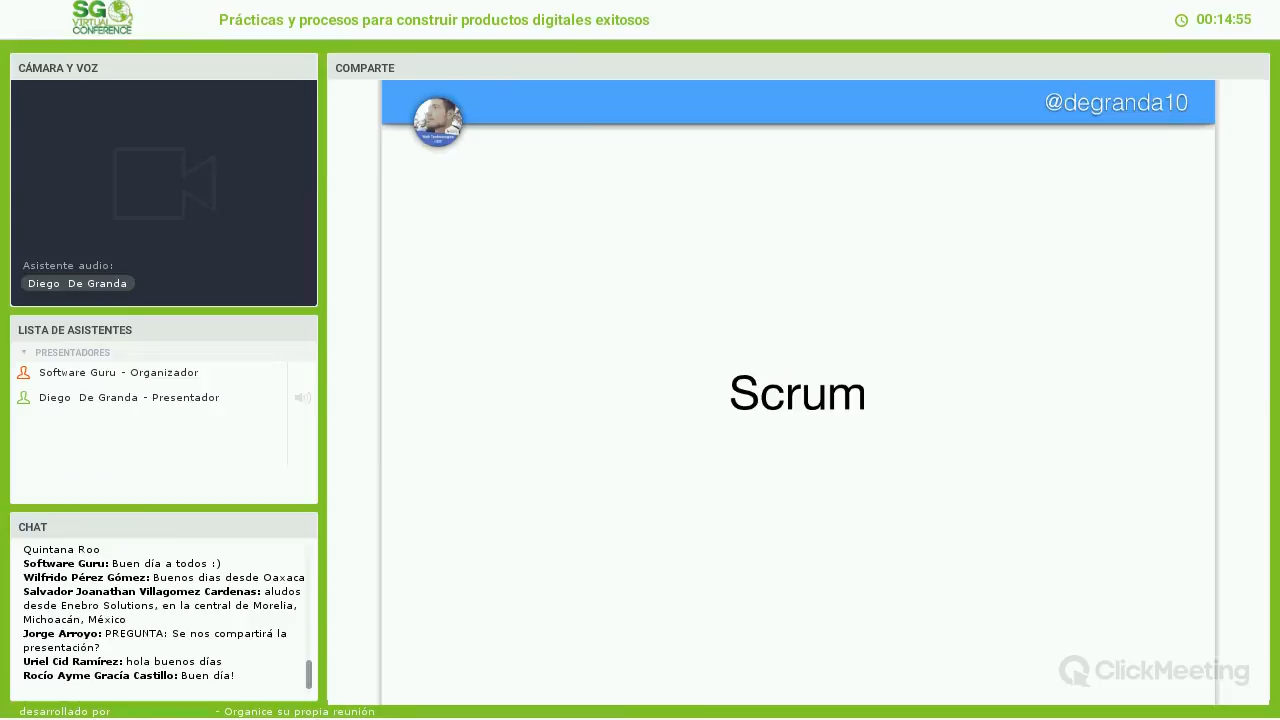 SG
VIRTUAL
CONFERENCE
Prácticas y procesos para construir productos digitales exitosos
00:14:55
CÁMARA Y VOZ
Asistente audio:
Diego De Granda
LISTA DE ASISTENTES
PRESENTADORES
Software Guru - Organizador
Diego De Granda - Presentador
CHAT
Quintana Roo
Software Guru: Buen día a todos :)
Wilfrido Pérez Gómez: Buenos dias desde Oaxaca
Salvador Joanathan Villagomez Cardenas: aludos
desde Enebro Solutions, en la central de Morelia,
Michoacán, México
Jorge Arroyo: PREGUNTA: Se nos compartirá la
presentación?
Uriel Cid Ramírez: hola buenos días
Rocío Ayme Gracía Castillo: Buen día!
desarrollado por - Organice su propia reunión
COMPARTE
@degranda10
Scrum
ClickMeeting